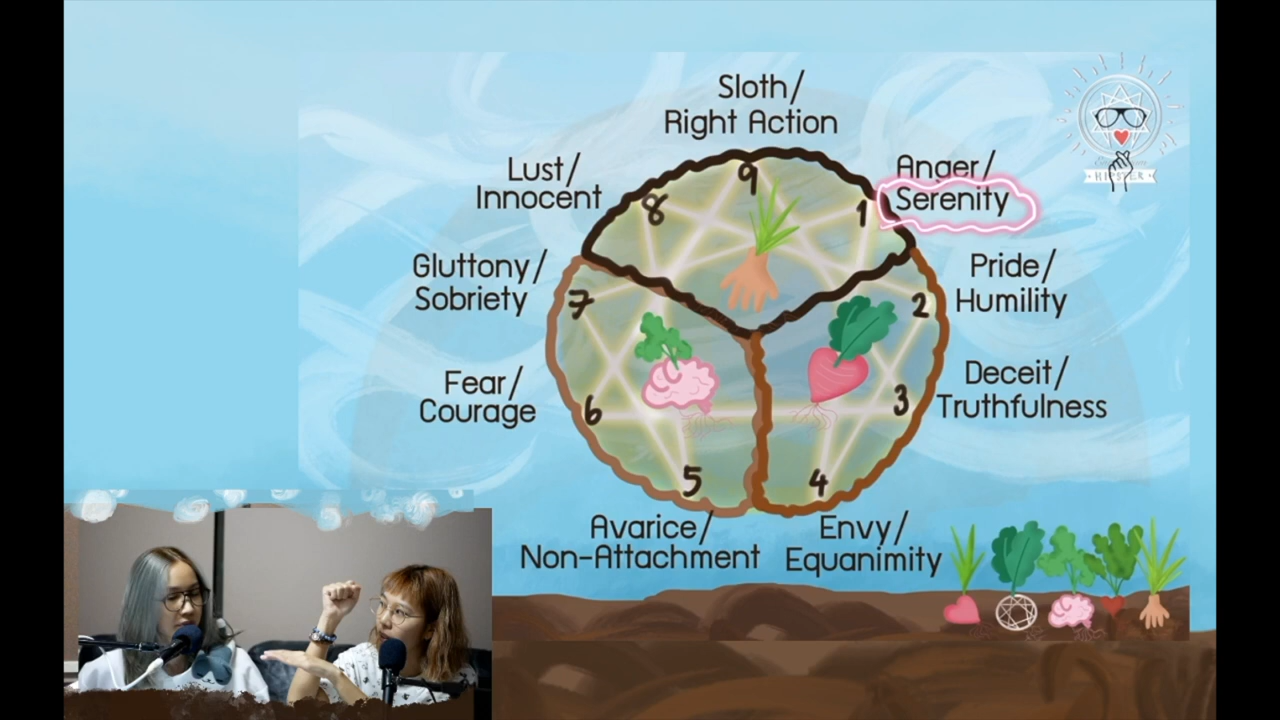 Sloth/
Right Action
Lust/
Innocent
Anger/
Serenity
9
8
1
HIPSTER
Gluttony/
Sobriety
Pride/
Humility
7
2
Fear/
Courage
Deceit/
Truthfulness
6
3
5
4
Avarice/
Non-Attachment
Envy/
Equanimity